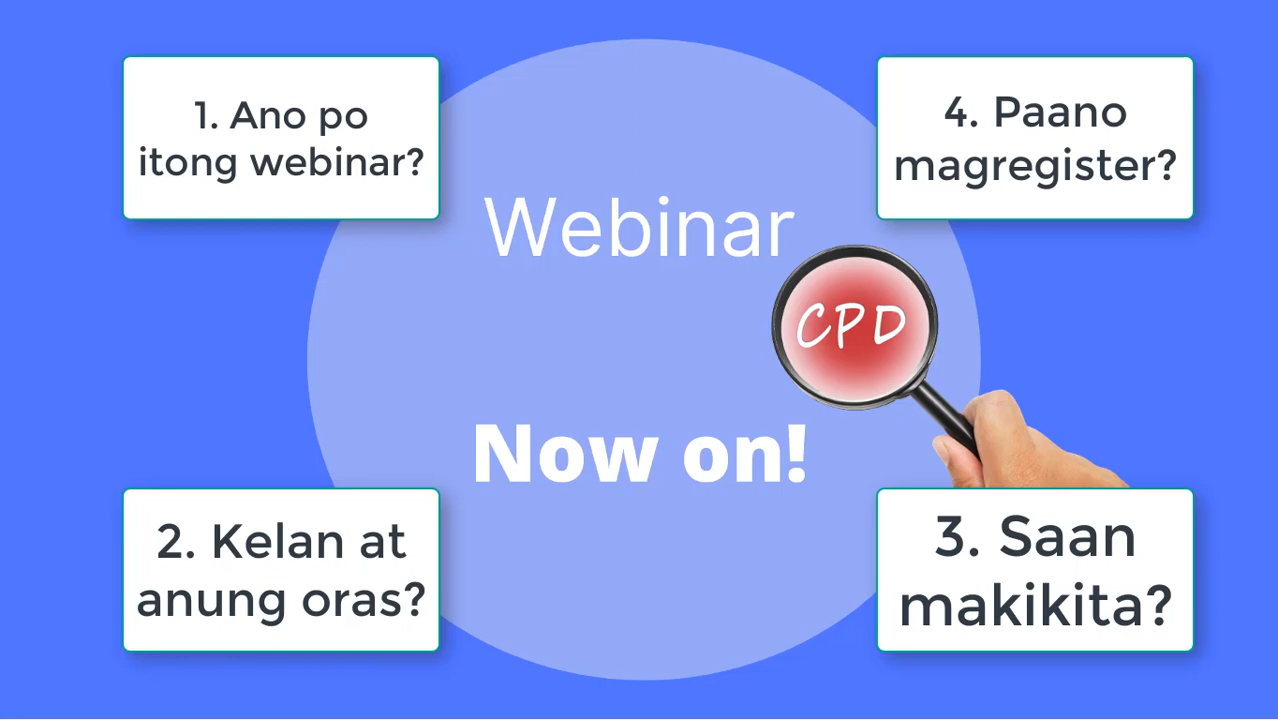 1. Ano po
itong webinar?
4. Paano
magregister?
Webinar
CPD
Now on!
2. Kelan at
anung oras?
3. Saan
makikita?